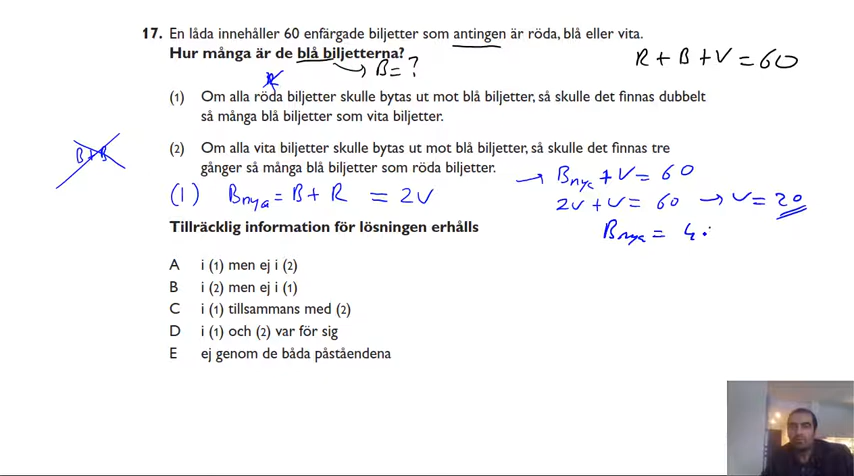 17. En låda innehåller 60 enfärgade biljetter som antingen är röda, blå eller vita.
Hur många är de blå biljetterna?
B = ?
R + B + V = 60
(1) Om alla röda biljetter skulle bytas ut mot blå biljetter, så skulle det finnas dubbelt
så många blå biljetter som vita biljetter.
(2) Om alla vita biljetter skulle bytas ut mot blå biljetter, så skulle det finnas tre
gånger så många blå biljetter som röda biljetter.
B + B
(1) Bnya = B + R = 2V
→ Bnya + V = 60
2V + V = 60 → V = 20
Bnya = 4
Tillräcklig information för lösningen erhålls
A i (1) men ej i (2)
B i (2) men ej i (1)
C i (1) tillsammans med (2)
D i (1) och (2) var för sig
E ej genom de båda påståendena